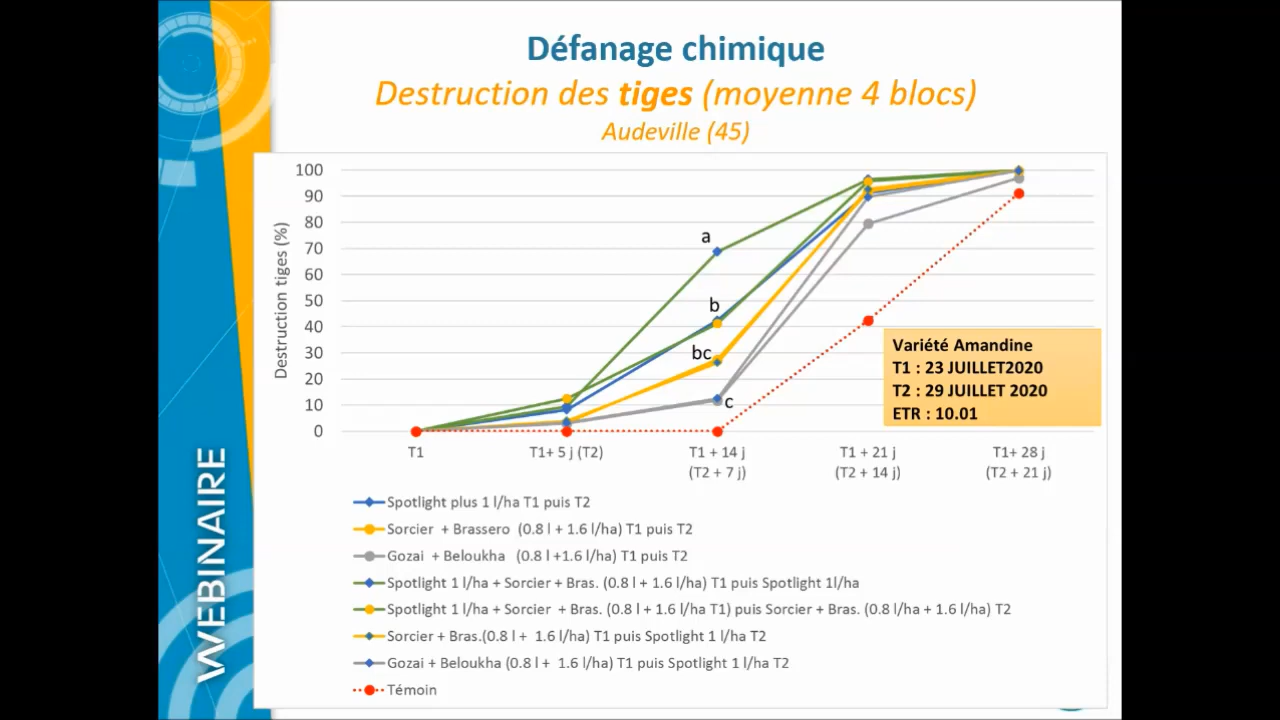 Défanage chimique
Destruction des tiges (moyenne 4 blocs)
Audeville (45)
Destruction tiges (%)
100
90
80
70
60
50
40
30
20
10
0
a
b
bc
c
Variété Amandine
T1 : 23 JUILLET2020
T2 : 29 JUILLET 2020
ETR : 10.01
T1
T1+ 5 j (T2)
T1 + 14 j
(T2 + 7 j)
T1 + 21 j
(T2 + 14 j)
T1+ 28 j
(T2 + 21 j)
Spotlight plus 1 l/ha T1 puis T2
Sorcier + Brassero (0.8 l + 1.6 l/ha) T1 puis T2
Gozai + Beloukha (0.8 l +1.6 l/ha) T1 puis T2
Spotlight 1 l/ha + Sorcier + Bras. (0.8 l + 1.6 l/ha) T1 puis Spotlight 1l/ha
Spotlight 1 l/ha + Sorcier + Bras. (0.8 l + 1.6 l/ha T1) puis Sorcier + Bras. (0.8 l/ha + 1.6 l/ha) T2
Sorcier + Bras.(0.8 l + 1.6 l/ha) T1 puis Spotlight 1 l/ha T2
Gozai + Beloukha (0.8 l + 1.6 l/ha) T1 puis Spotlight 1 l/ha T2
Témoin
WEBINAIRE